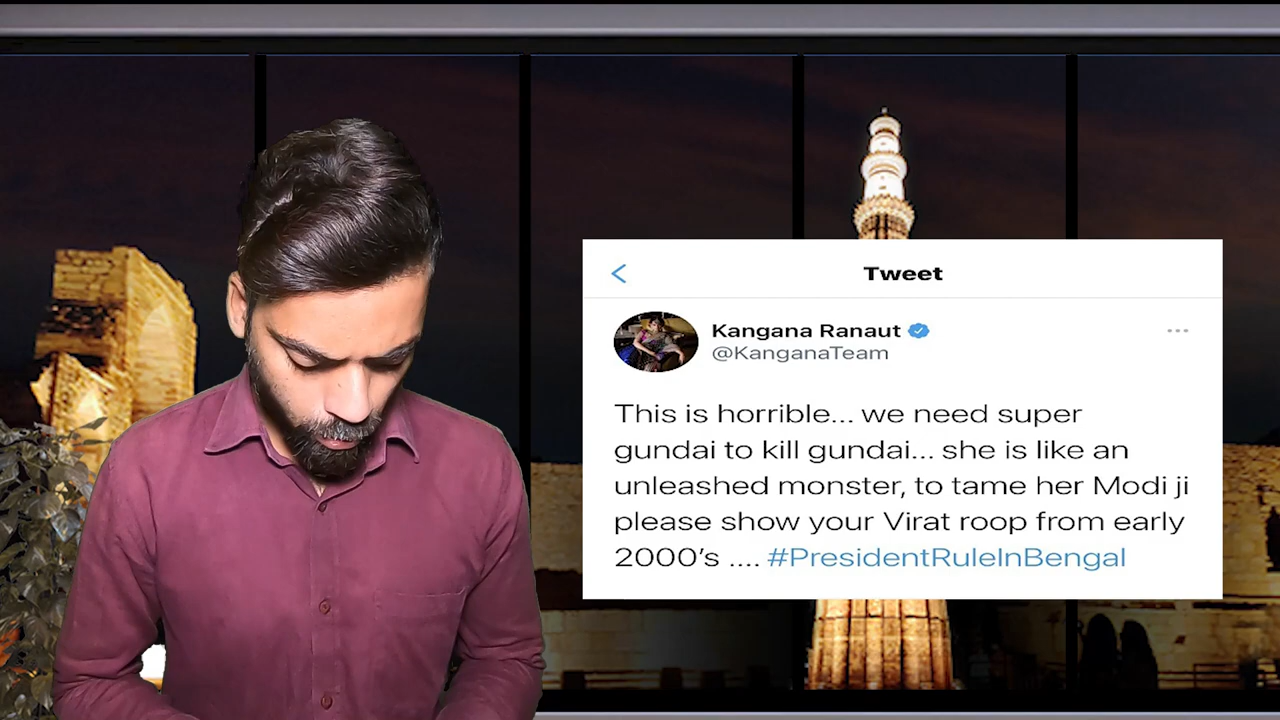 Tweet
Kangana Ranaut
@KanganaTeam
This is horrible... we need super
gundai to kill gundai... she is like an
unleashed monster, to tame her Modi ji
please show your Virat roop from early
2000's .... #PresidentRuleInBengal